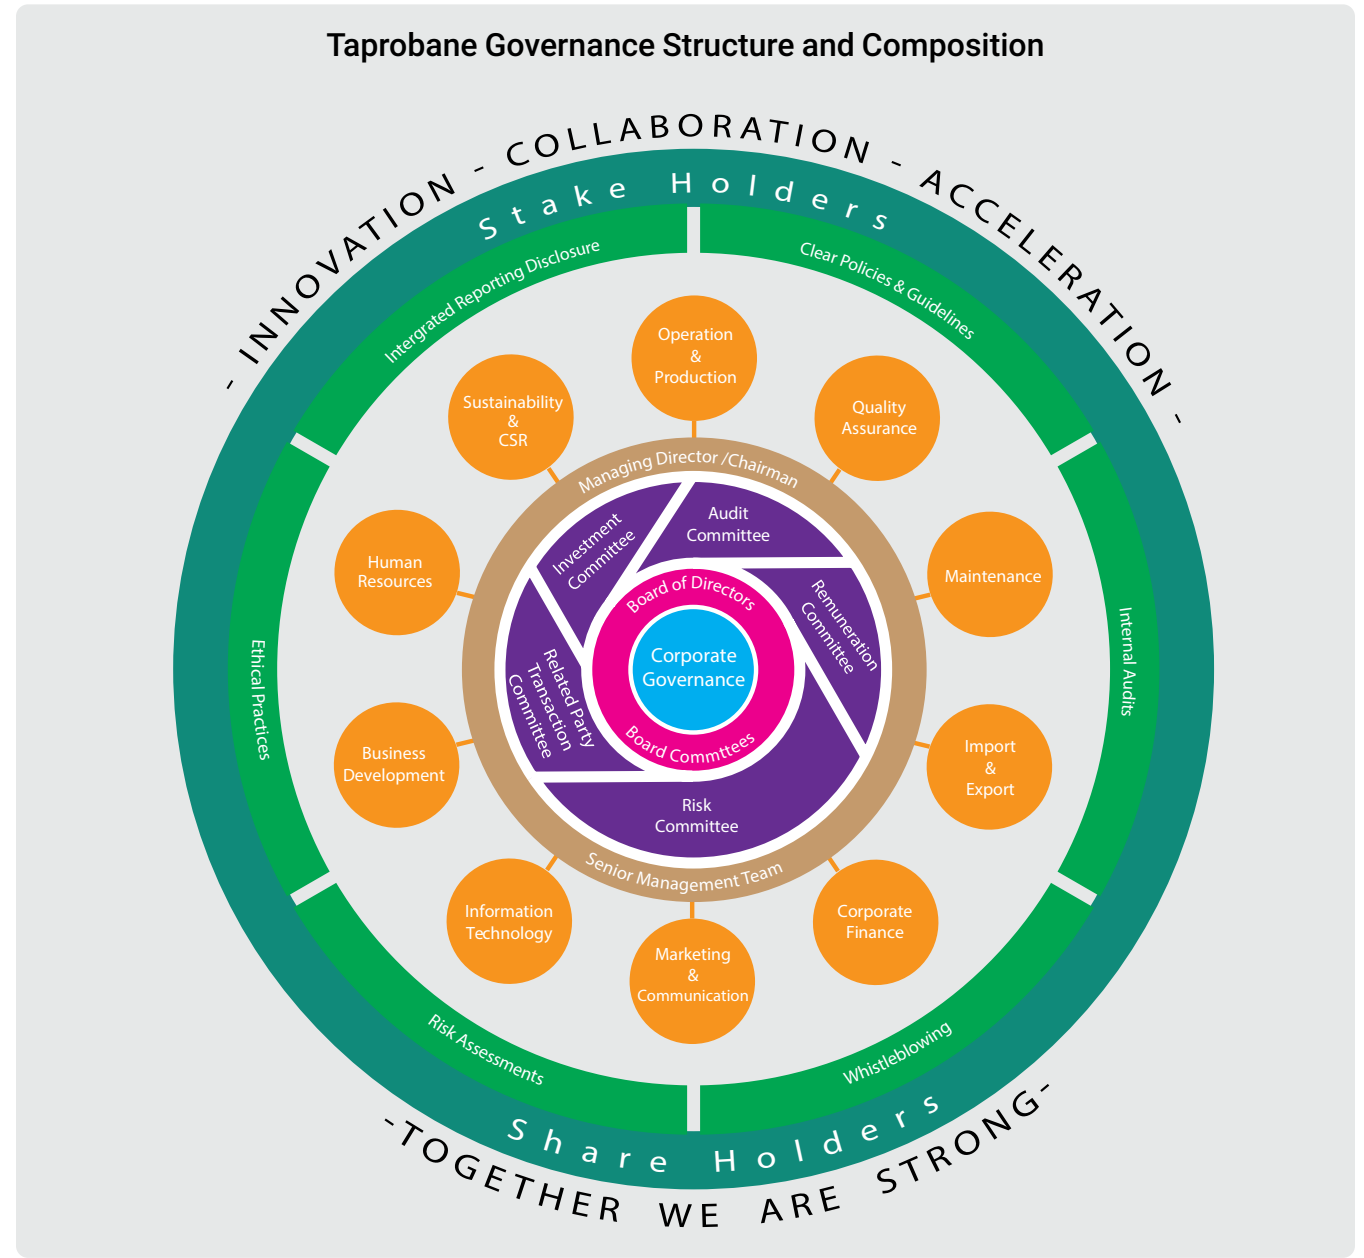 Taprobane Governance Structure and Composition
- INNOVATION - COLLABORATION - ACCELERATION -
Stake Holders
Intergrated Reporting Disclosure
Clear Policies & Guidelines
Operation
&
Production
Sustainability
&
CSR
Quality
Assurance
Managing Director /Chairman
Investment
Committee
Audit
Committee
Human
Resources
Maintenance
Board of Directors
Remuneration
Committee
Ethical Practices
Internal Audits
Corporate
Governance
Related Party
Transaction
Committee
Board Commttees
Business
Development
Import
&
Export
Risk
Committee
Senior Management Team
Information
Technology
Corporate
Finance
Marketing
&
Communication
Risk Assessments
Whistleblowing
Share Holders
-TOGETHER WE ARE STRONG-